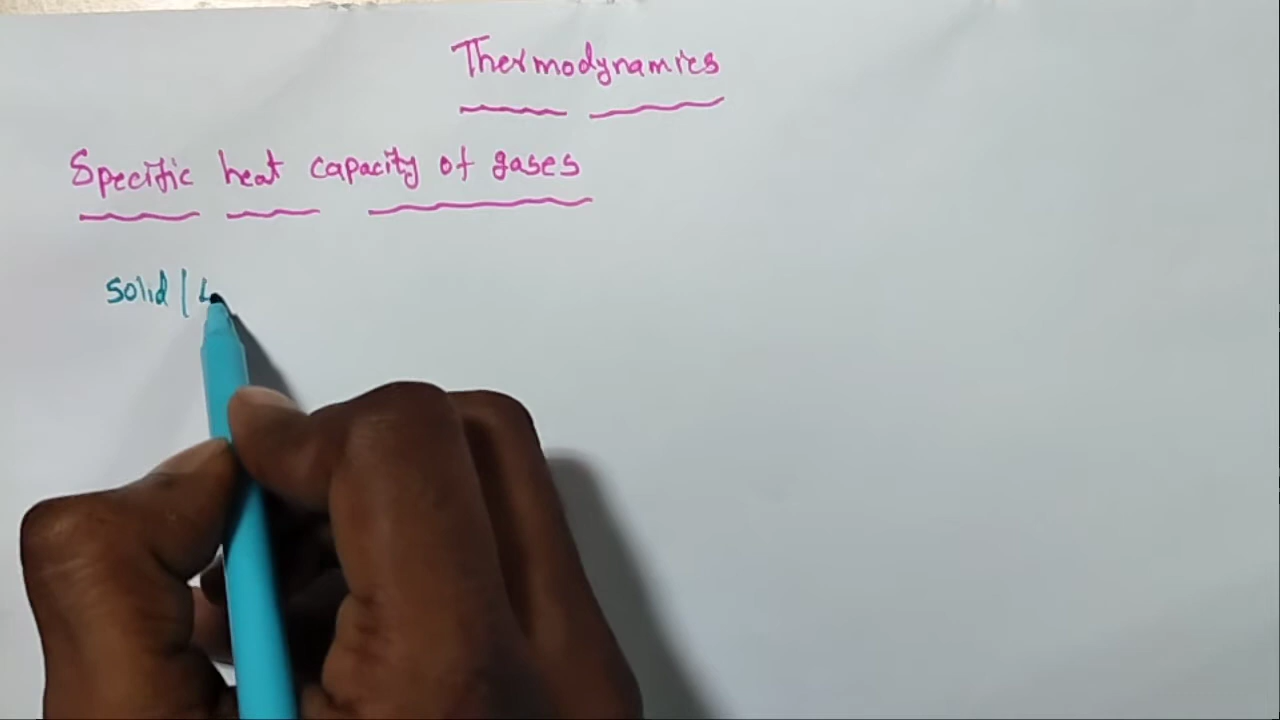 Thermodynamics
Specific heat capacity of gases
Solid | L